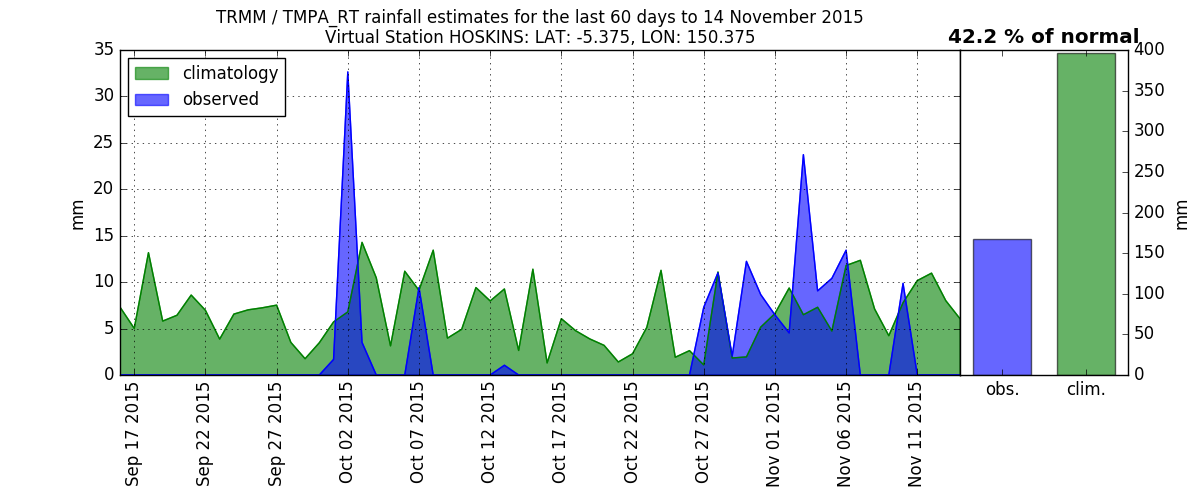 TRMM / TMPA_RT rainfall estimates for the last 60 days to 14 November 2015
Virtual Station HOSKINS: LAT: -5.375, LON: 150.375
42.2 % of normal
climatology
observed
35
30
25
20
15
10
5
0
mm
Sep 17 2015
Sep 22 2015
Sep 27 2015
Oct 02 2015
Oct 07 2015
Oct 12 2015
Oct 17 2015
Oct 22 2015
Oct 27 2015
Nov 01 2015
Nov 06 2015
Nov 11 2015
obs.
clim.
400
350
300
250
200
150
100
50
0
mm